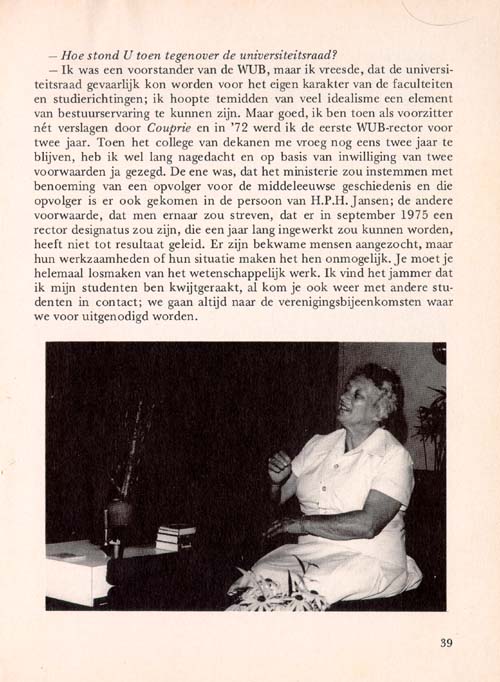 — Hoe stond U toen tegenover de universiteitsraad?
— Ik was een voorstander van de WUB, maar ik vreesde, dat de universi-
teitsraad gevaarlijk kon worden voor het eigen karakter van de faculteiten
en studierichtingen; ik hoopte temidden van veel idealisme een element
van bestuurservaring te kunnen zijn. Maar goed, ik ben toen als voorzitter
nét verslagen door Couprie en in '72 werd ik de eerste WUB-rector voor
twee jaar. Toen het college van dekanen me vroeg nog eens twee jaar te
blijven, heb ik wel lang nagedacht en op basis van inwilliging van twee
voorwaarden ja gezegd. De ene was, dat het ministerie zou instemmen met
benoeming van een opvolger voor de middeleeuwse geschiedenis en die
opvolger is er ook gekomen in de persoon van H.P.H. Jansen; de andere
voorwaarde, dat men ernaar zou streven, dat er in september 1975 een
rector designatus zou zijn, die een jaar lang ingewerkt zou kunnen worden,
heeft niet tot resultaat geleid. Er zijn bekwame mensen aangezocht, maar
hun werkzaamheden of hun situatie maken het hen onmogelijk. Je moet je
helemaal losmaken van het wetenschappelijk werk. Ik vind het jammer dat
ik mijn studenten ben kwijtgeraakt, al kom je ook weer met andere stu-
denten in contact; we gaan altijd naar de verenigingsbijeenkomsten waar
we voor uitgenodigd worden.
39